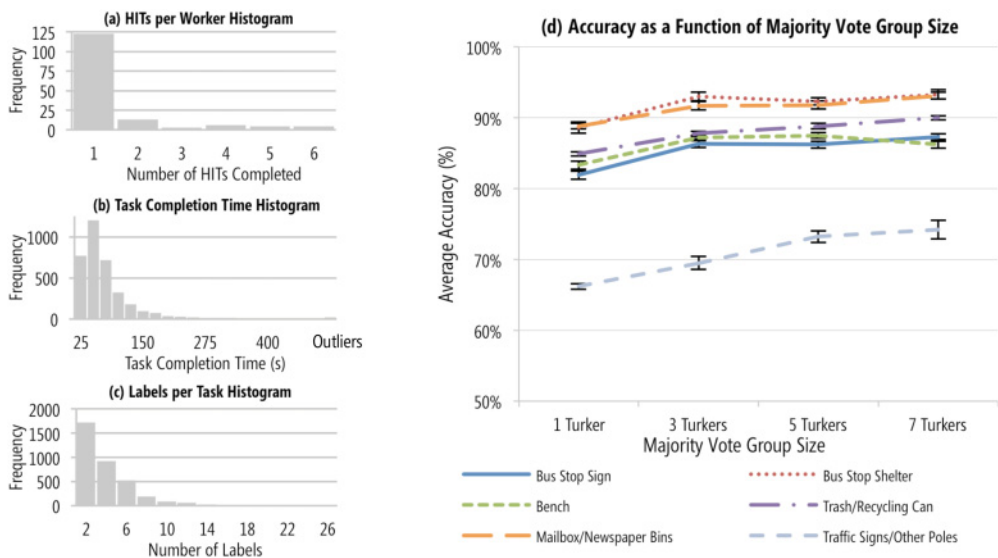 (a) HITs per Worker Histogram
125
100
75
50
25
0
Frequency
1 2 3 4 5 6
Number of HITs Completed
(b) Task Completion Time Histogram
1000
500
0
Frequency
25 150 275 400 Outliers
Task Completion Time (s)
(c) Labels per Task Histogram
2000
1500
1000
500
0
Frequency
2 6 10 14 18 22 26
Number of Labels
(d) Accuracy as a Function of Majority Vote Group Size
100%
90%
80%
70%
60%
50%
Average Accuracy (%)
1 Turker 3 Turkers 5 Turkers 7 Turkers
Majority Vote Group Size
Bus Stop Sign Bus Stop Shelter
Bench Trash/Recycling Can
Mailbox/Newspaper Bins Traffic Signs/Other Poles